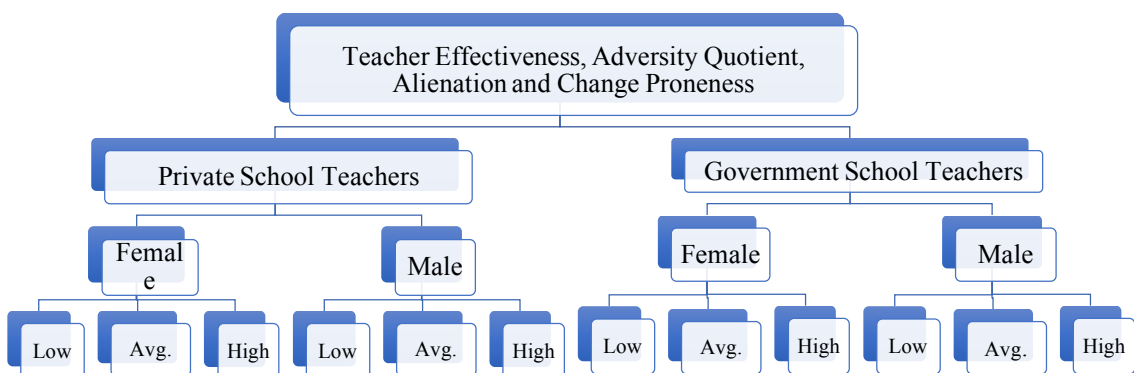 Teacher Effectiveness, Adversity Quotient,
Alienation and Change Proneness
Private School Teachers
Government School Teachers
Femal
e
Male
Female
Male
Low
Avg.
High
Low
Avg.
High
Low
Avg.
High
Low
Avg.
High